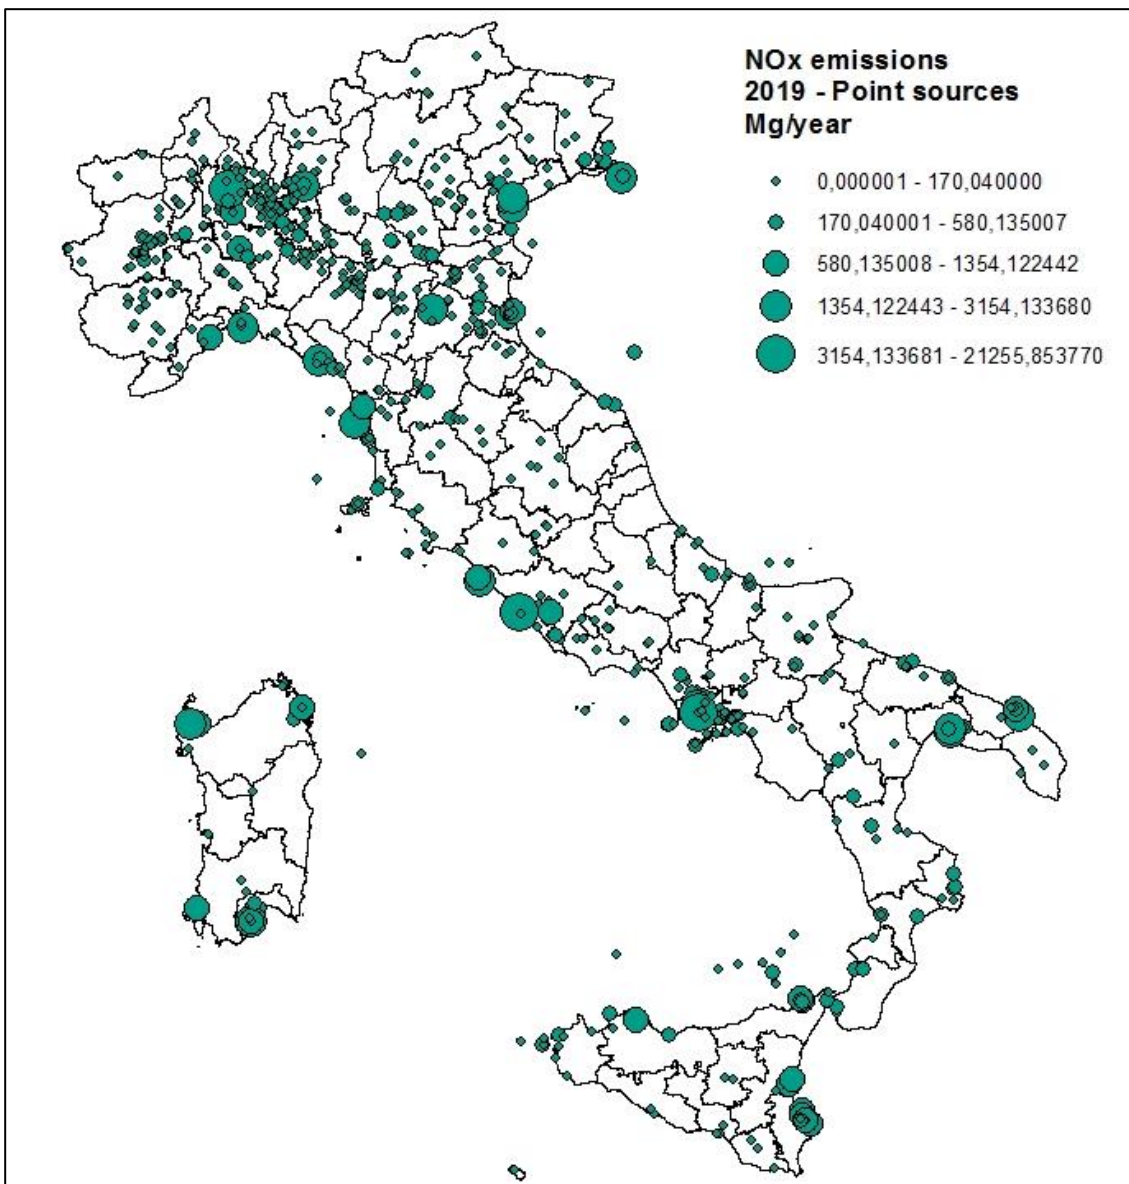 NOx emissions
2019 - Point sources
Mg/year
0,000001 - 170,040000
170,040001 - 580,135007
580,135008 - 1354,122442
1354,122443 - 3154,133680
3154,133681 - 21255,853770